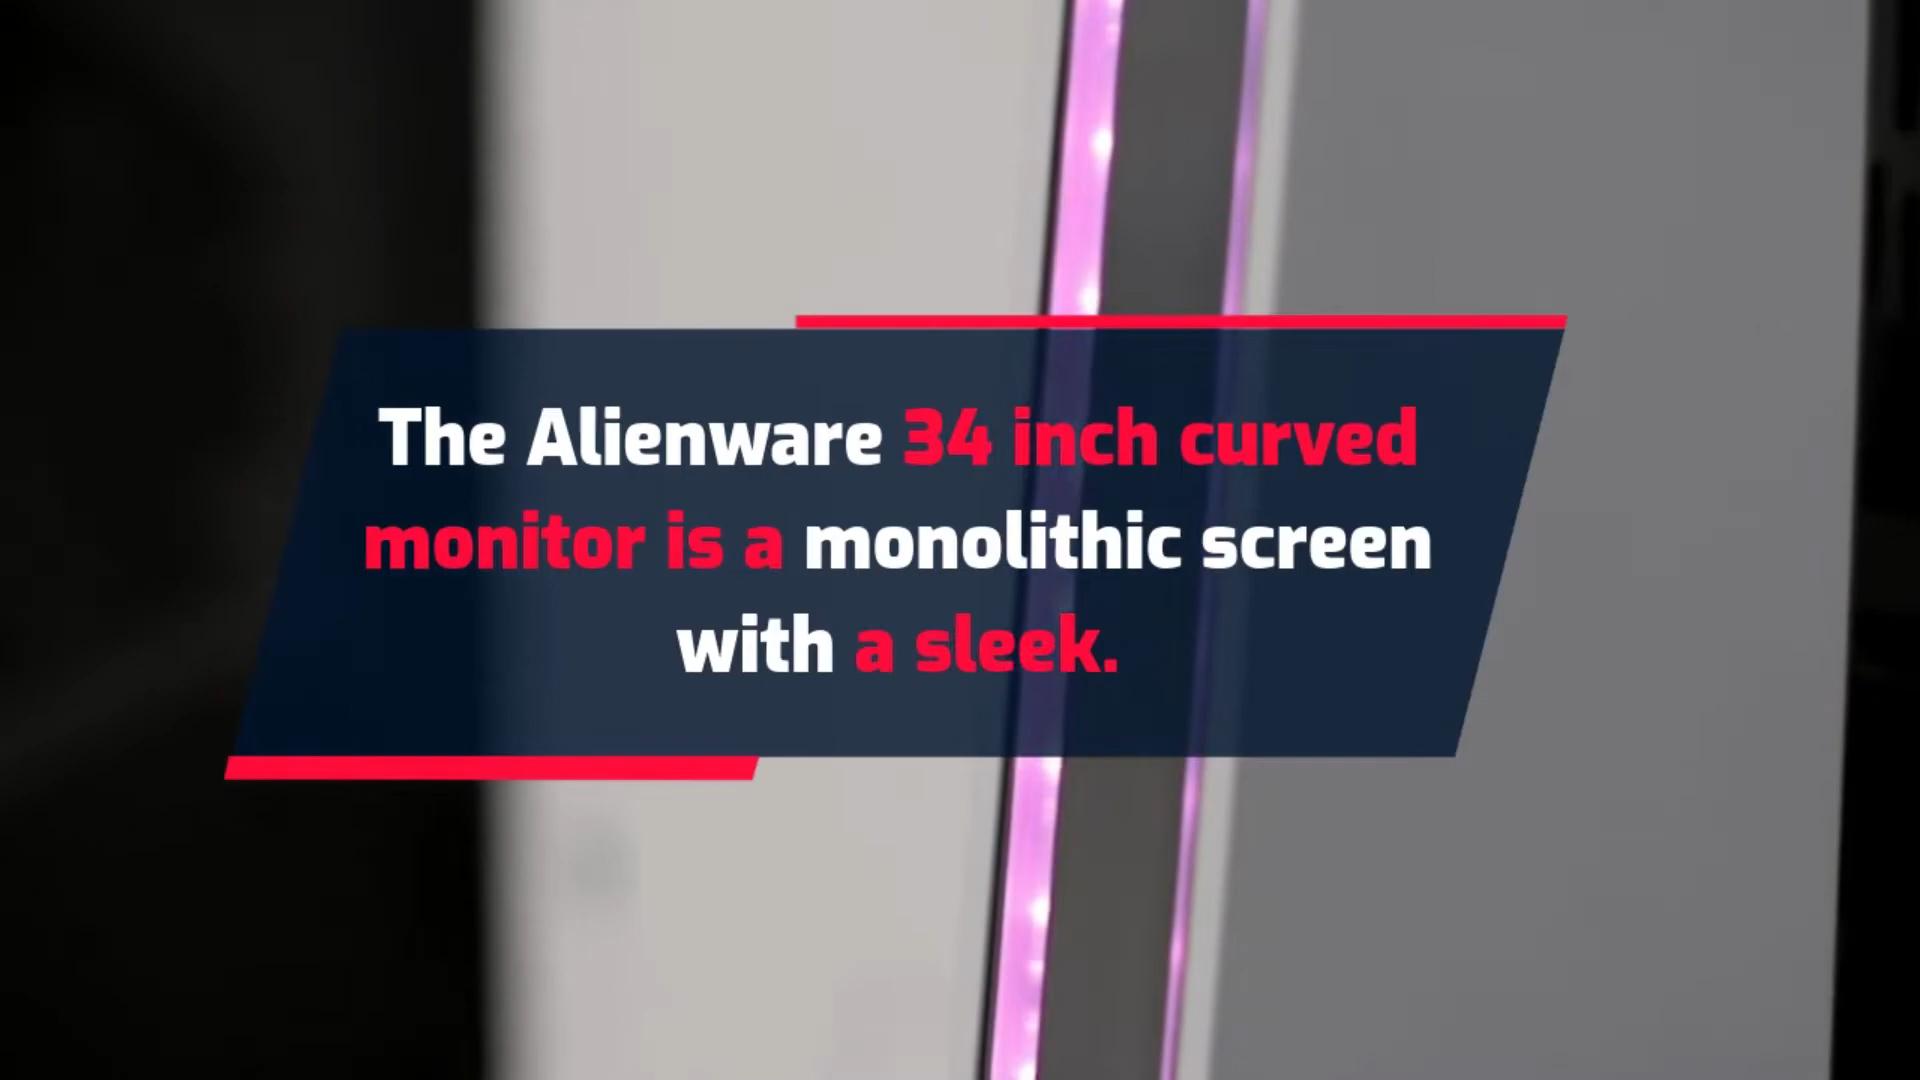 The Alienware 34 inch curved
monitor is a monolithic screen
with a sleek.